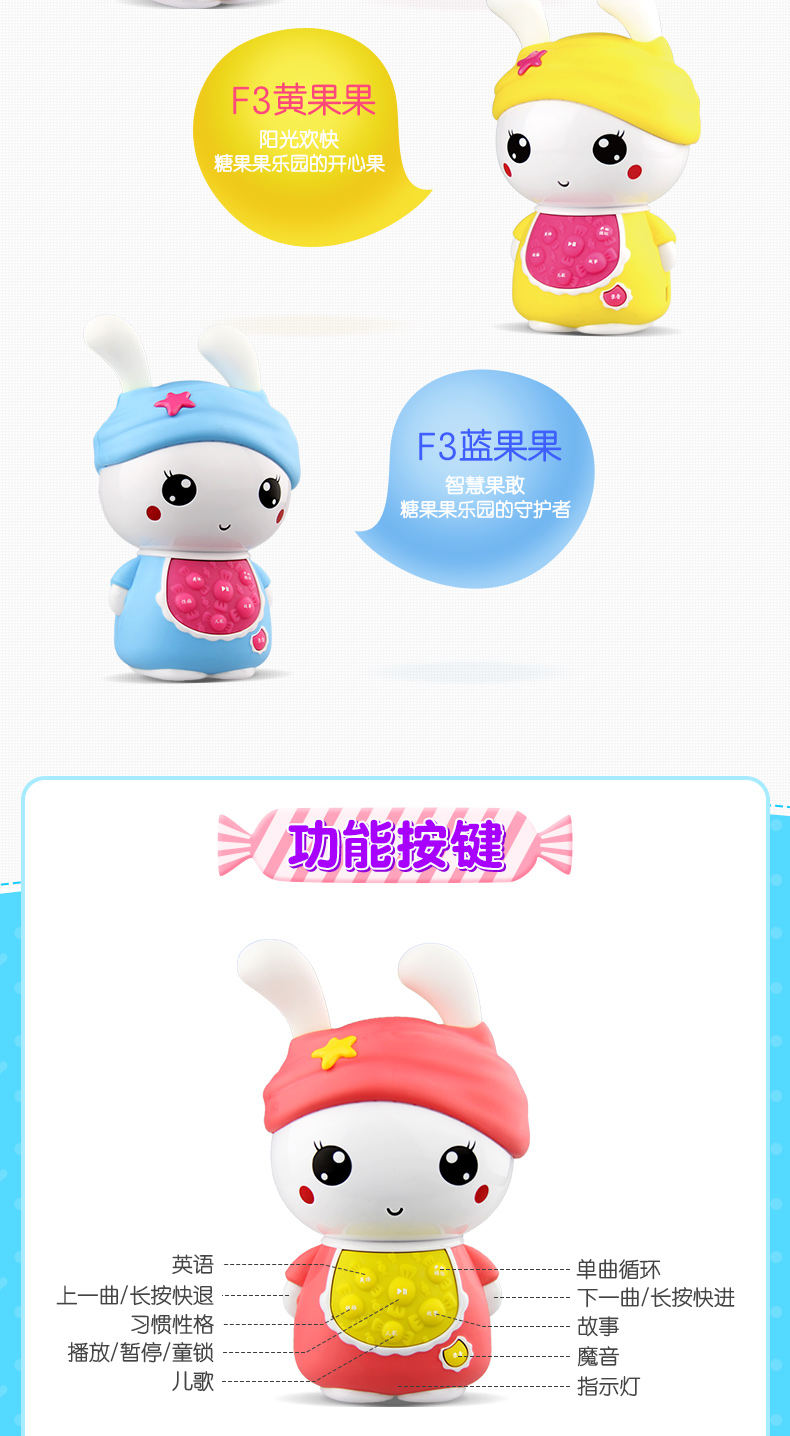 F3黄果果
阳光欢快
糖果果乐园的开心果
F3蓝果果
智慧果敢
糖果果乐园的守护者
功能按键
英语
上一曲/长按快退
习惯性格
播放/暂停/童锁
儿歌
单曲循环
下一曲/长按快进
故事
魔音
指示灯